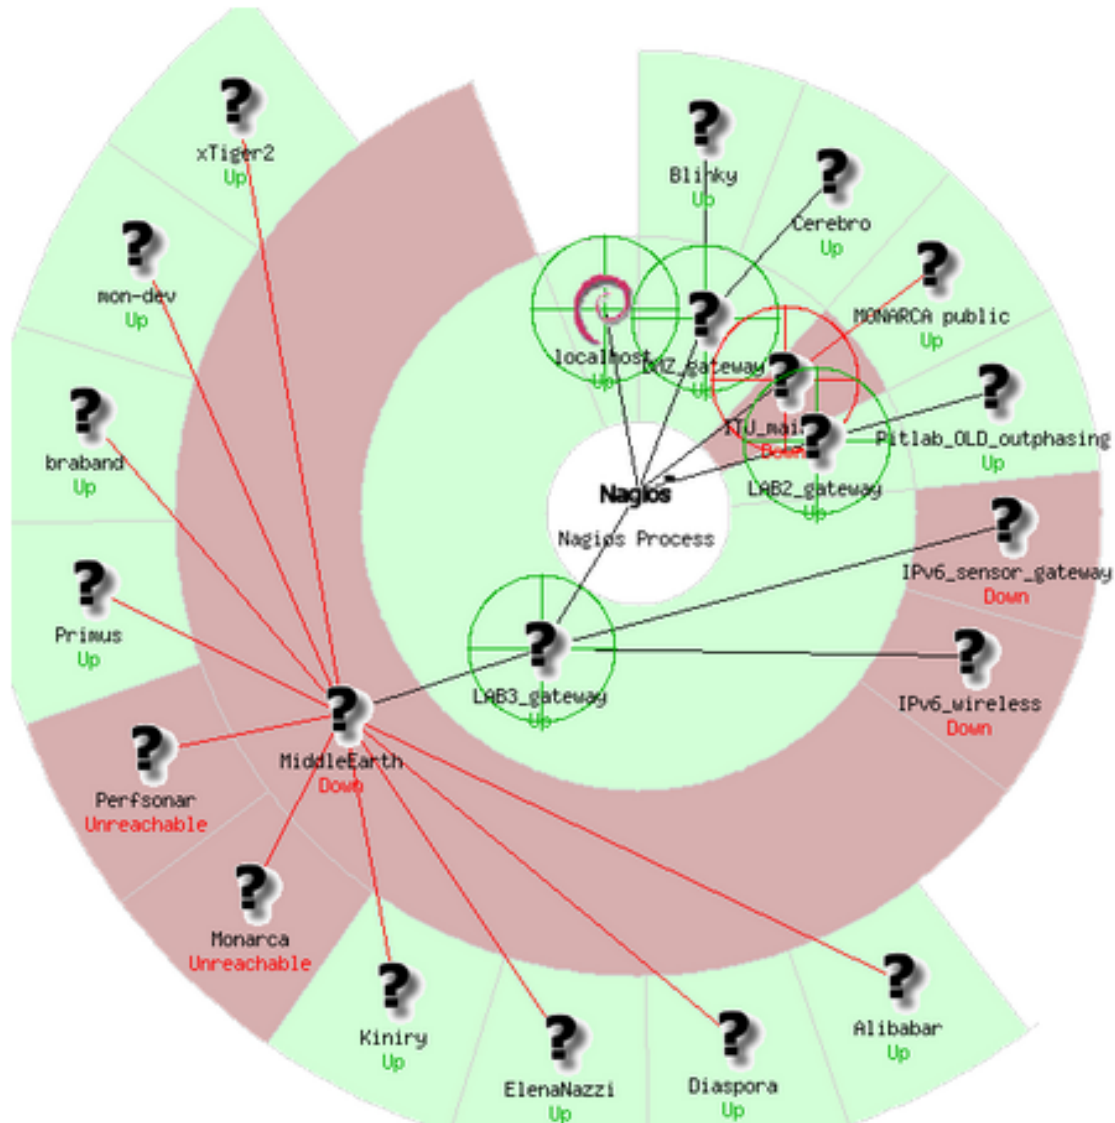 xTiger2
Up
Blinky
Up
Cerebro
Up
mon-dev
Up
MONARCA public
Up
localhost
Up
DMZ_gateway
Up
Down
braband
Up
Pitlab_OLD_outphasing
Up
LAB2_gateway
Up
Nagios
Nagios Process
IPv6_sensor_gateway
Down
Primus
Up
LAB3_gateway
Up
IPv6_wireless
Down
MiddleEarth
Down
Perfsonar
Unreachable
Monarca
Unreachable
Kiniry
Up
Alibabar
Up
ElenaNazzi
Up
Diaspora
Up